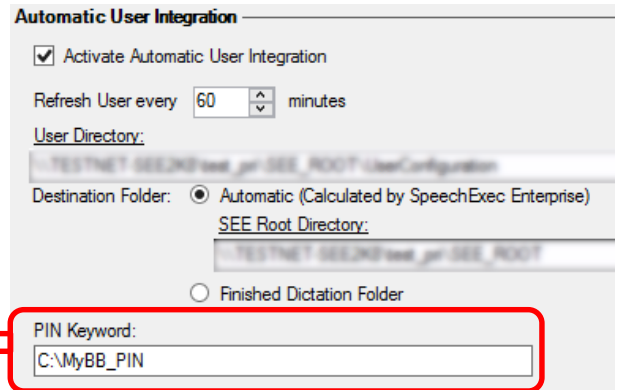 Automatic User Integration
Activate Automatic User Integration
Refresh User every 60 minutes
User Directory:
Destination Folder: Automatic (Calculated by SpeechExec Enterprise)
SEE Root Directory:
Finished Dictation Folder
PIN Keyword:
C:\MyBB_PIN